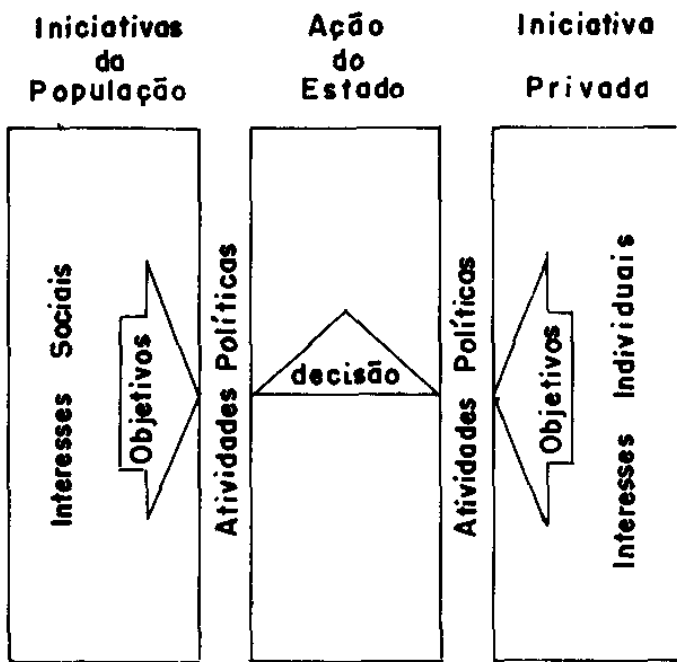 Iniciativas
da
População
Ação
do
Estado
Iniciativa
Privada
Interesses Sociais
Objetivos
Atividades Políticas
decisão
Atividades Políticas
Objetivos
Interesses Individuais